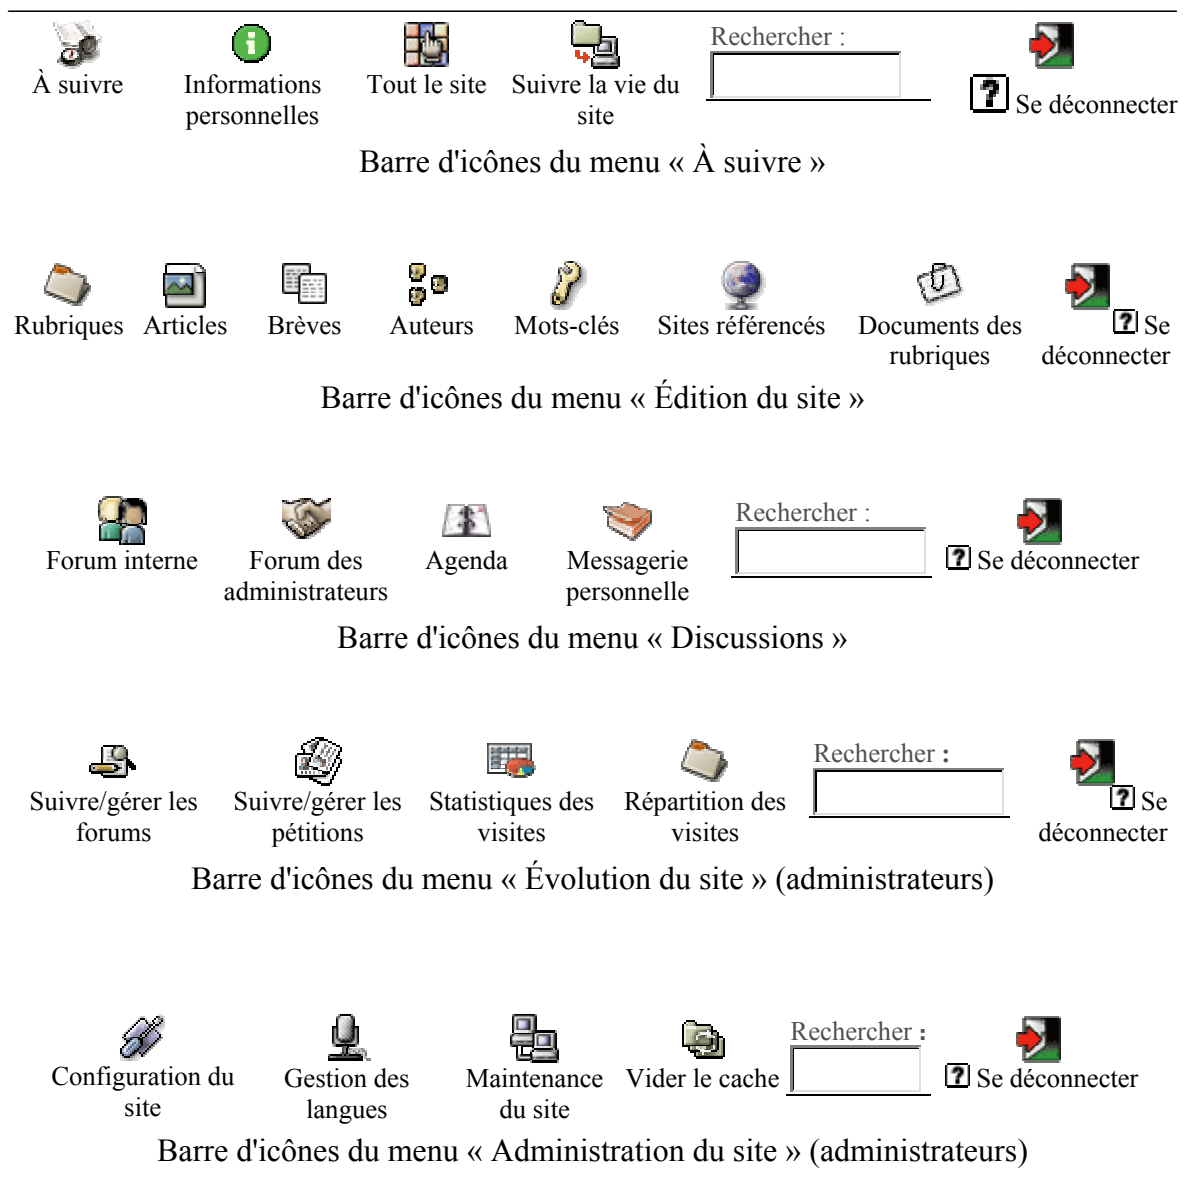 Rechercher :
À suivre Informations personnelles Tout le site Suivre la vie du site ? Se déconnecter
Barre d'icônes du menu « À suivre »
Rubriques Articles Brèves Auteurs Mots-clés Sites référencés Documents des rubriques ? Se déconnecter
Barre d'icônes du menu « Édition du site »
Rechercher :
Forum interne Forum des administrateurs Agenda Messagerie personnelle ? Se déconnecter
Barre d'icônes du menu « Discussions »
Rechercher :
Suivre/gérer les forums Suivre/gérer les pétitions Statistiques des visites Répartition des visites ? Se déconnecter
Barre d'icônes du menu « Évolution du site » (administrateurs)
Rechercher :
Configuration du site Gestion des langues Maintenance du site Vider le cache ? Se déconnecter
Barre d'icônes du menu « Administration du site » (administrateurs)